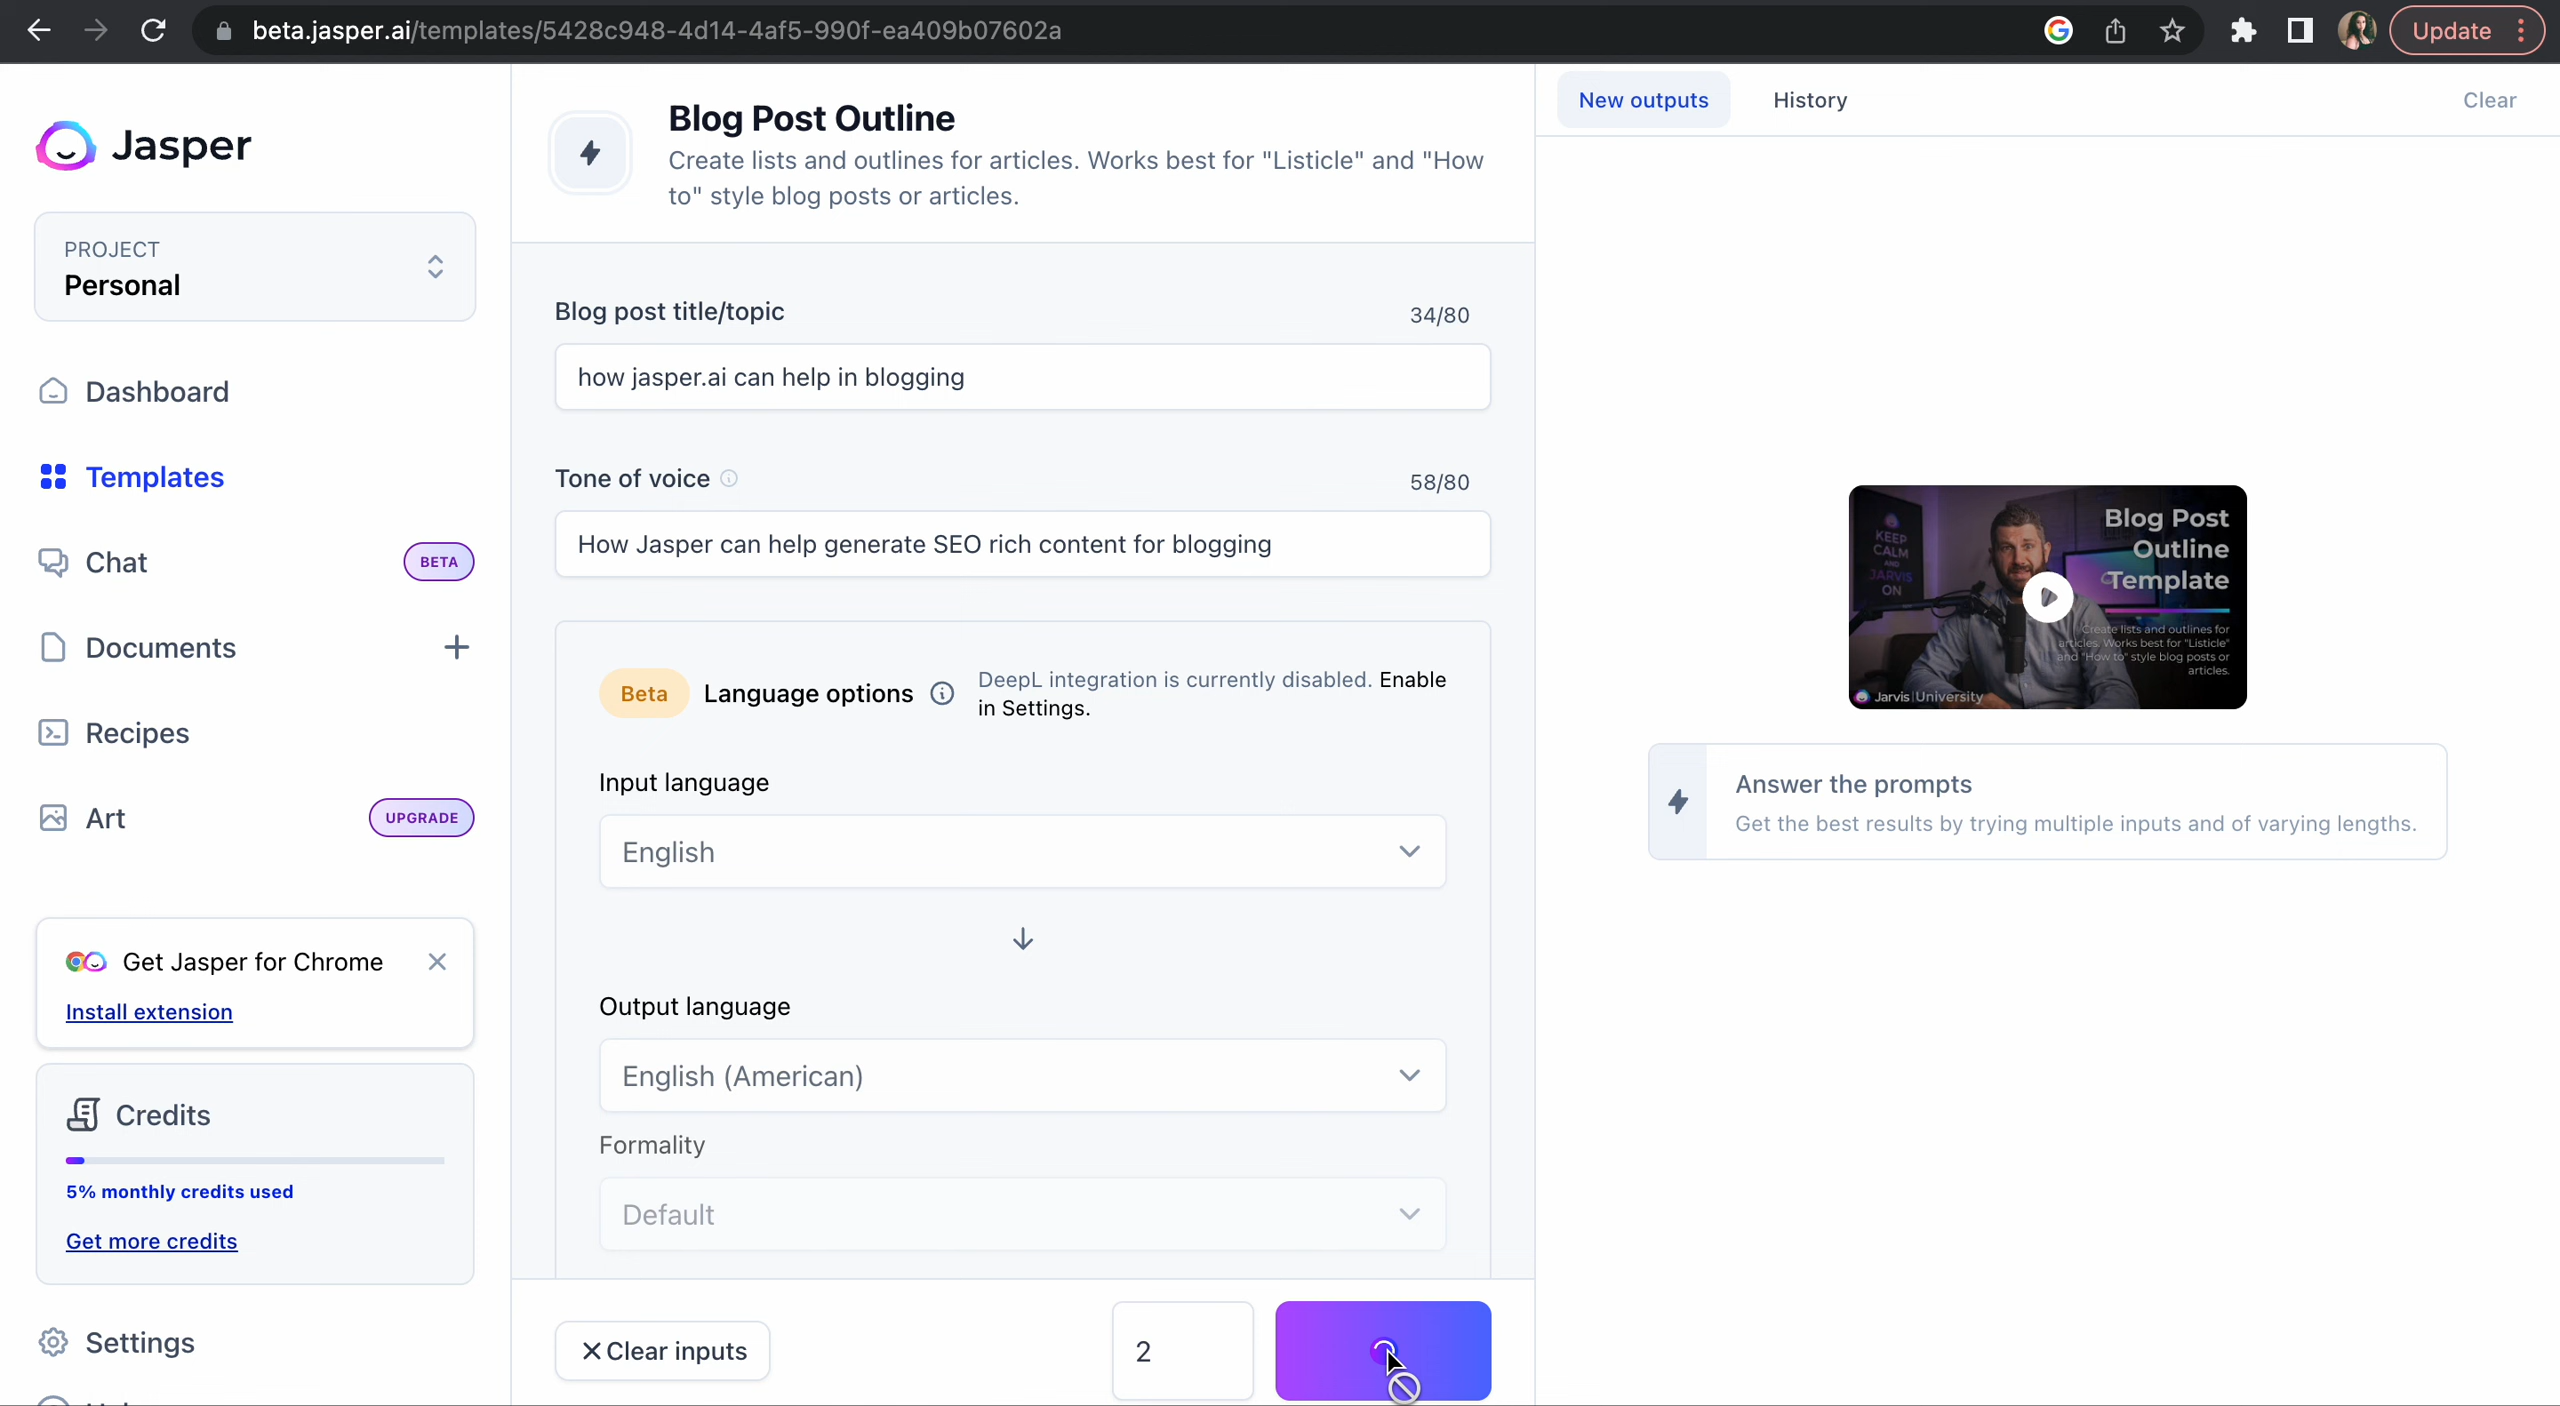 beta.jasper.ai/templates/5428c948-4d14-4af5-990f-ea409b07602a
Update
Jasper
PROJECT
Personal
Dashboard
Templates
Chat
BETA
Documents
Recipes
Art
UPGRADE
Get Jasper for Chrome
Install extension
Credits
5% monthly credits used
Get more credits
Settings
Blog Post Outline
Create lists and outlines for articles. Works best for "Listicle" and "How
to" style blog posts or articles.
Blog post title/topic
34/80
how jasper.ai can help in blogging
Tone of voice
58/80
How Jasper can help generate SEO rich content for blogging
Beta
Language options
DeepL integration is currently disabled. Enable
in Settings.
Input language
English
Output language
English (American)
Formality
Default
Clear inputs
2
New outputs
History
Clear
KEEP
CALM
AND
JARVIS
ON
Blog Post
Outline
Template
Create lists and outlines for
articles. Works best for "Listicle"
and "How to" style blog posts or
articles.
Jarvis | University
Answer the prompts
Get the best results by trying multiple inputs and of varying lengths.